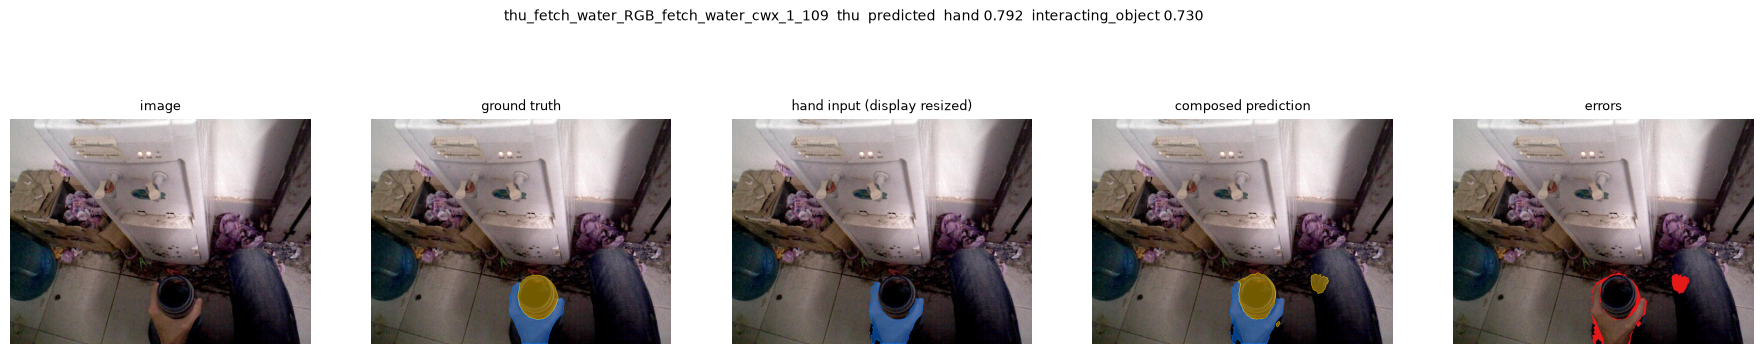 thu_fetch_water_RGB_fetch_water_cwx_1_109  thu  predicted  hand 0.792  interacting_object 0.730
image
ground truth
hand input (display resized)
composed prediction
errors